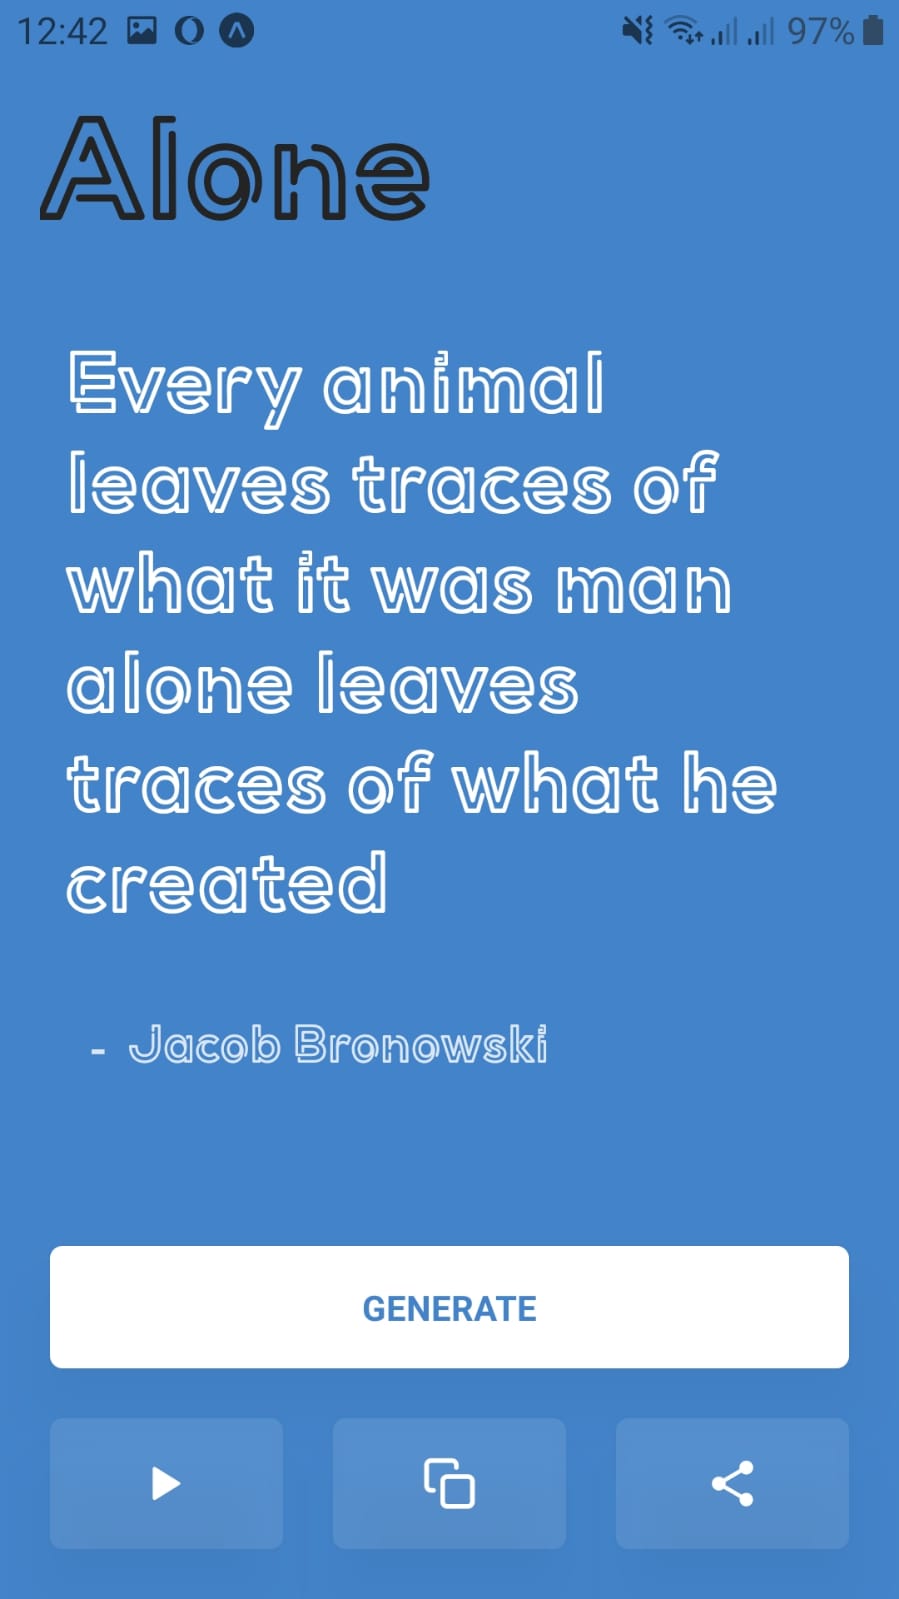 12:42 97%
Alone
Every animal
leaves traces of
what it was man
alone leaves
traces of what he
created
- Jacob Bronowski
GENERATE